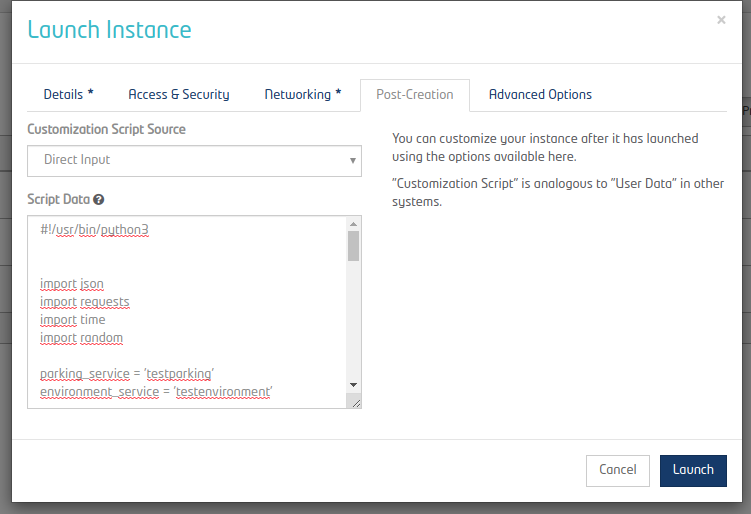 Launch Instance
×
Details *
Access & Security
Networking *
Post-Creation
Advanced Options
Customization Script Source
Direct Input
Script Data ?
#!/usr/bin/python3
import json
import requests
import time
import random
parking_service = 'testparking'
environment_service = 'testenvironment'
You can customize your instance after it has launched
using the options available here.
"Customization Script" is analogous to "User Data" in other
systems.
Cancel
Launch